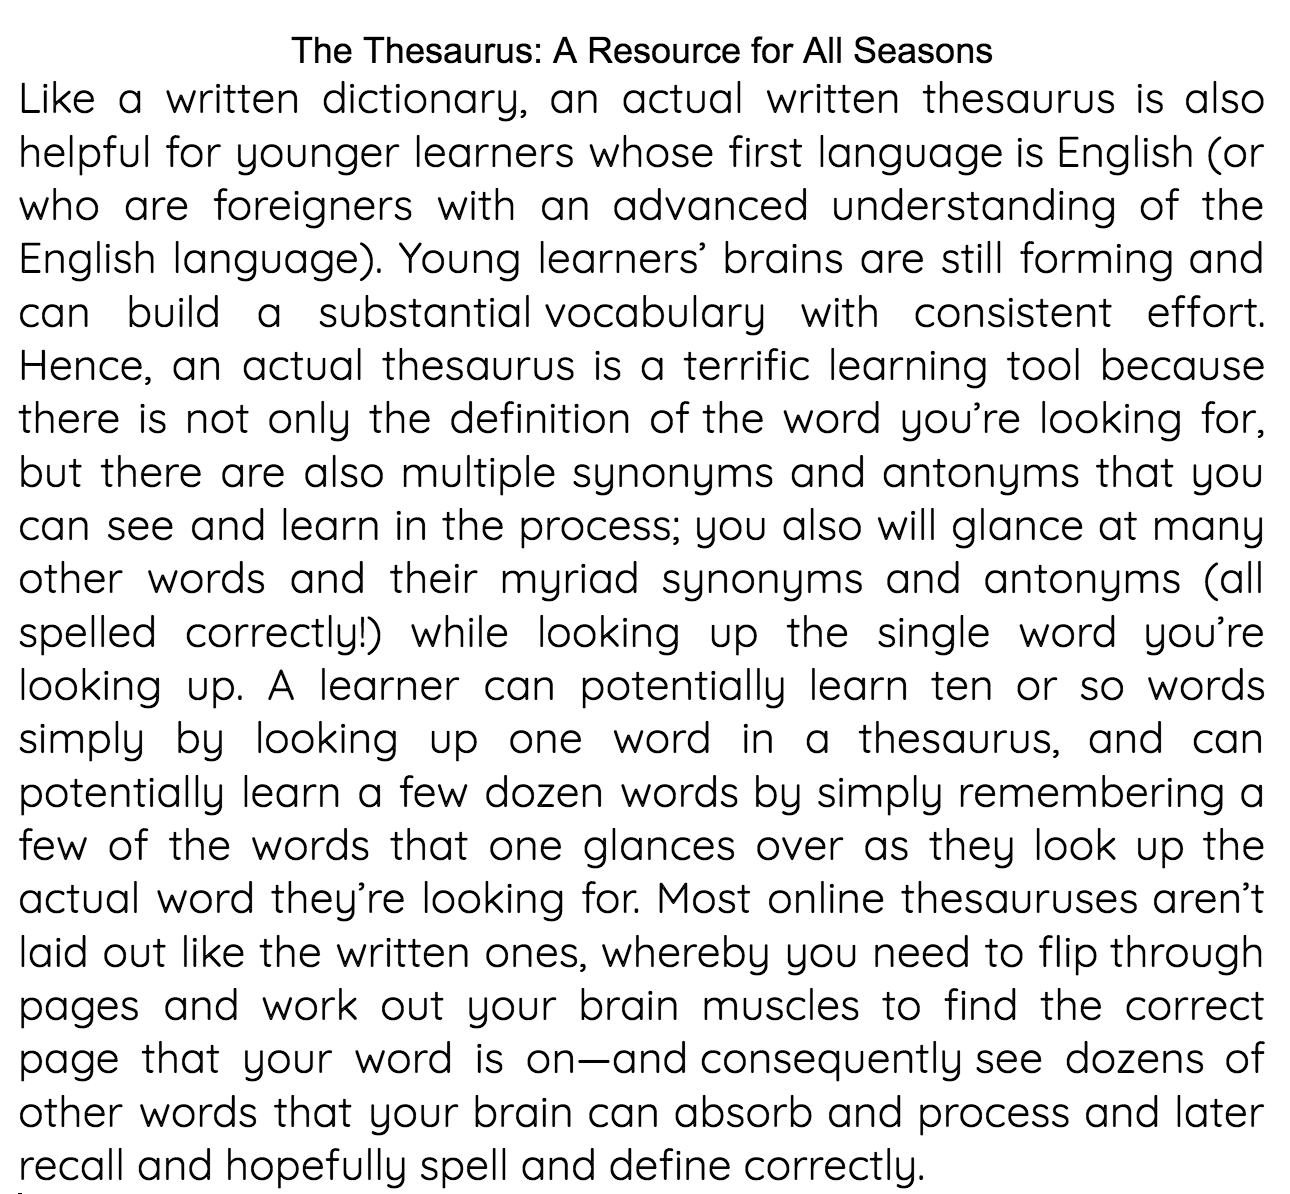 The Thesaurus: A Resource for All Seasons
Like a written dictionary, an actual written thesaurus is also
helpful for younger learners whose first language is English (or
who are foreigners with an advanced understanding of the
English language). Young learners’ brains are still forming and
can build a substantial vocabulary with consistent effort.
Hence, an actual thesaurus is a terrific learning tool because
there is not only the definition of the word you’re looking for,
but there are also multiple synonyms and antonyms that you
can see and learn in the process; you also will glance at many
other words and their myriad synonyms and antonyms (all
spelled correctly!) while looking up the single word you’re
looking up. A learner can potentially learn ten or so words
simply by looking up one word in a thesaurus, and can
potentially learn a few dozen words by simply remembering a
few of the words that one glances over as they look up the
actual word they’re looking for. Most online thesauruses aren’t
laid out like the written ones, whereby you need to flip through
pages and work out your brain muscles to find the correct
page that your word is on—and consequently see dozens of
other words that your brain can absorb and process and later
recall and hopefully spell and define correctly.